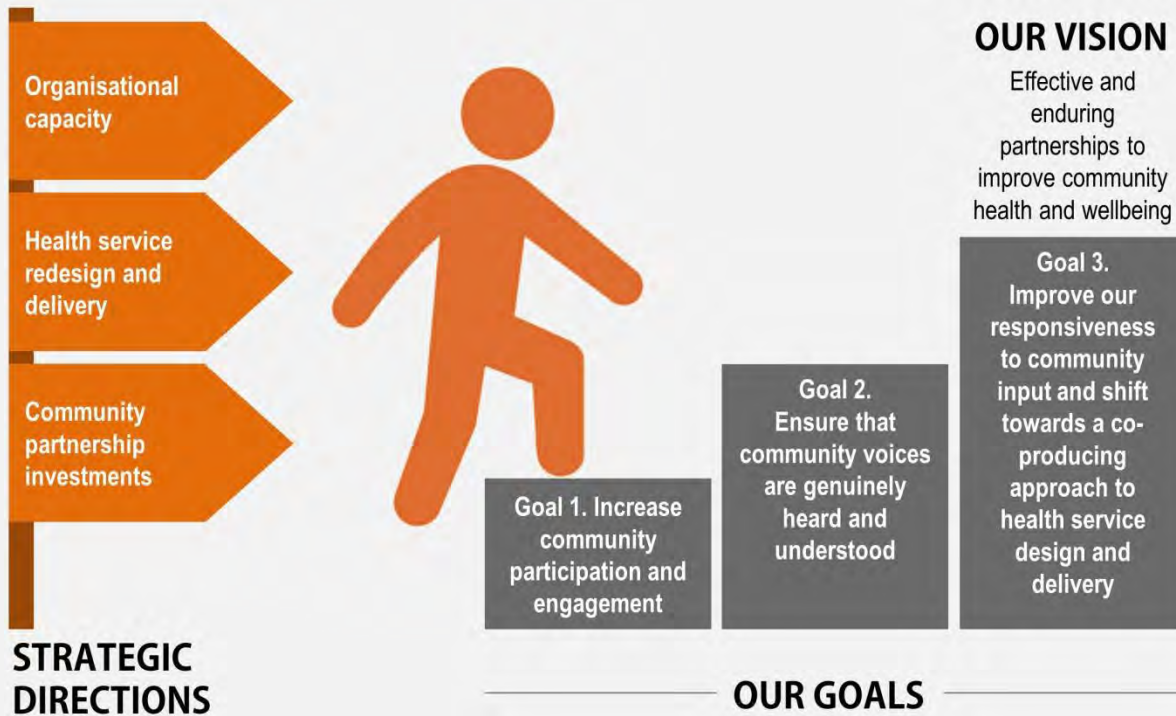 Organisational
capacity
Health service
redesign and
delivery
Community
partnership
investments
STRATEGIC
DIRECTIONS
OUR VISION
Effective and
enduring
partnerships to
improve community
health and wellbeing
Goal 1. Increase
community
participation and
engagement
Goal 2.
Ensure that
community voices
are genuinely
heard and
understood
Goal 3.
Improve our
responsiveness
to community
input and shift
towards a co-
producing
approach to
health service
design and
delivery
OUR GOALS